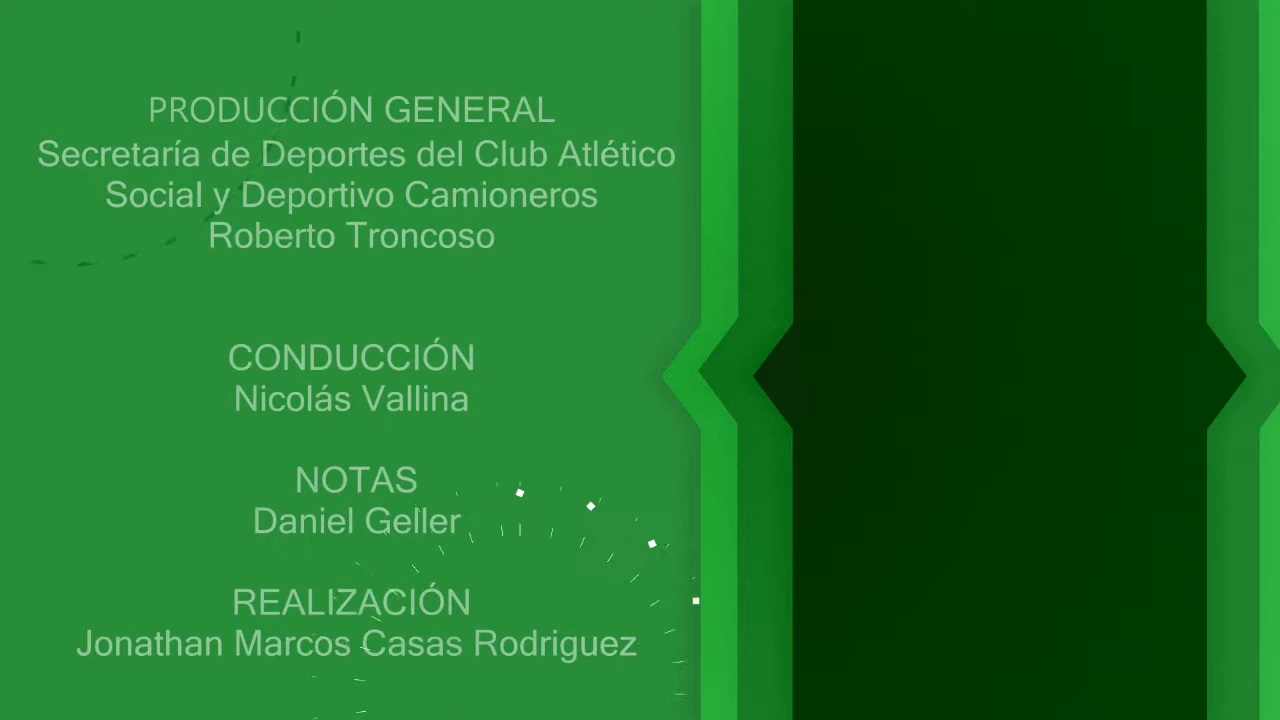 PRODUCCIÓN GENERAL
Secretaría de Deportes del Club Atlético
Social y Deportivo Camioneros
Roberto Troncoso
CONDUCCIÓN
Nicolás Vallina
NOTAS
Daniel Geller
REALIZACIÓN
Jonathan Marcos Casas Rodriguez